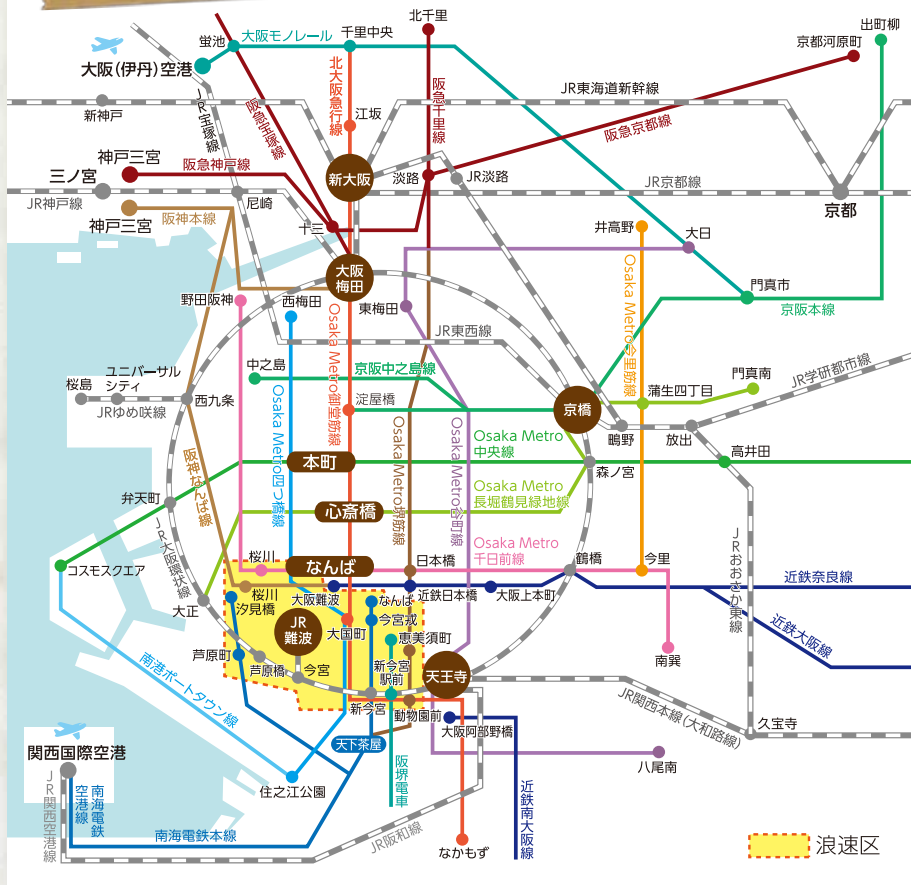 北千里
出町柳
蛍池
大阪モノレール
千里中央
京都河原町
大阪(伊丹)空港
北大阪急行線
JR宝塚線
阪急宝塚線
阪急千里線
JR東海道新幹線
新神戸
江坂
阪急京都線
神戸三宮
阪急神戸線
三ノ宮
新大阪
淡路
JR淡路
JR京都線
JR神戸線
尼崎
京都
神戸三宮
阪神本線
十三
井高野
大日
大阪
梅田
Osaka Metro今里筋線
門真市
野田阪神
西梅田
東梅田
京阪本線
Osaka Metro御堂筋線
JR東西線
中之島
京阪中之島線
JR学研都市線
ユニバーサル
シティ
桜島
JRゆめ咲線
西九条
Osaka Metro四つ橋線
淀屋橋
京橋
蒲生四丁目
門真南
Osaka Metro堺筋線
Osaka Metro谷町線
鴫野
放出
Osaka Metro
中央線
高井田
本町
森ノ宮
阪神なんば線
Osaka Metro
長堀鶴見緑地線
弁天町
心斎橋
JR大阪環状線
Osaka Metro
千日前線
JRおおさか東線
コスモスクエア
桜川
なんば
日本橋
鶴橋
今里
近鉄奈良線
桜川
汐見橋
大阪難波
なんば
近鉄日本橋
大阪上本町
大正
今宮戎
JR
難波
大国町
恵美須町
近鉄大阪線
芦原町
南巽
芦原橋
今宮
新今宮
駅前
天王寺
南港ポートタウン線
新今宮
動物園前
JR関西本線(大和路線)
大阪阿部野橋
久宝寺
天下茶屋
関西国際空港
八尾南
阪堺電車
住之江公園
近鉄南大阪線
JR関西空港線
南海電鉄
空港線
南海電鉄本線
JR阪和線
なかもず
浪速区